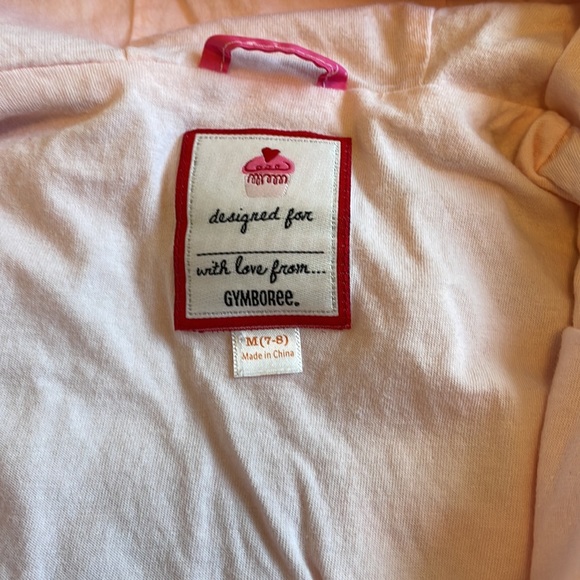 designed for
with love from...
GYMBOREE.
M(7-8)
Made in China